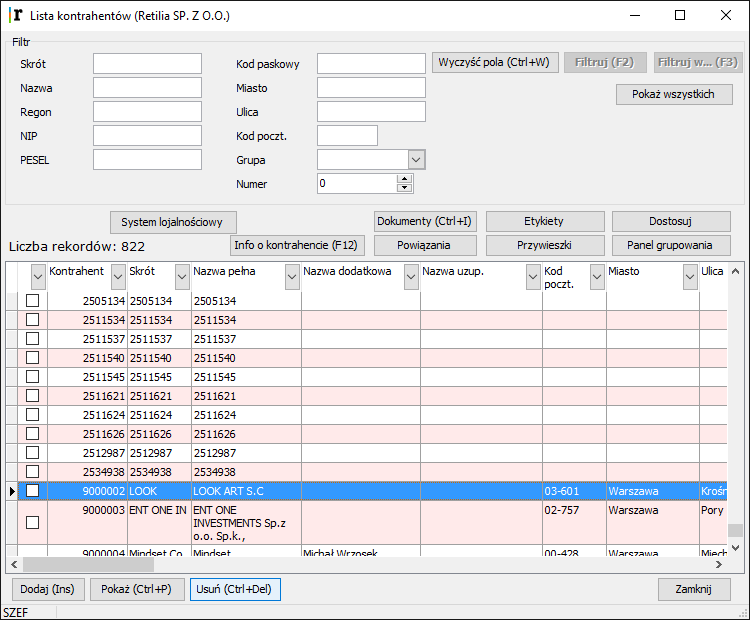 Lista kontrahentów (Retilia SP. Z O.O.)
Filtr
Skrót Kod paskowy Wyczyść pola (Ctrl+W) Filtruj (F2) Filtruj w... (F3)
Nazwa Miasto
Pokaż wszystkich
Regon Ulica
NIP Kod poczt.
PESEL Grupa
Numer 0
System lojalnościowy Dokumenty (Ctrl+I) Etykiety Dostosuj
Liczba rekordów: 822 Info o kontrahencie (F12) Powiązania Przywieszki Panel grupowania
Kontrahent Skrót Nazwa pełna Nazwa dodatkowa Nazwa uzup. Kod Miasto Ulica
poczt.
2505134 2505134 2505134
2511534 2511534 2511534
2511537 2511537 2511537
2511540 2511540 2511540
2511545 2511545 2511545
2511621 2511621 2511621
2511624 2511624 2511624
2511626 2511626 2511626
2512987 2512987 2512987
2534938 2534938 2534938
9000002 LOOK LOOK ART S.C 03-601 Warszawa Krośn
9000003 ENT ONE IN ENT ONE 02-757 Warszawa Pory
INVESTMENTS Sp.z
o.o. Sp.k.,
9000004 Mindset Co Mindset Michał Wrzosek 00-428 Warszawa Miech
Dodaj (Ins) Pokaż (Ctrl+P) Usuń (Ctrl+Del) Zamknij
SZEF